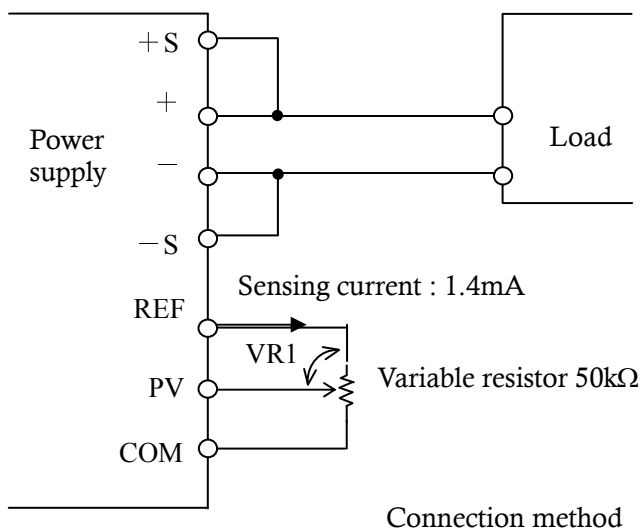 +S
+
Power
supply
−
Load
−S
REF
Sensing current : 1.4mA
VR1
Variable resistor 50kΩ
PV
COM
Connection method